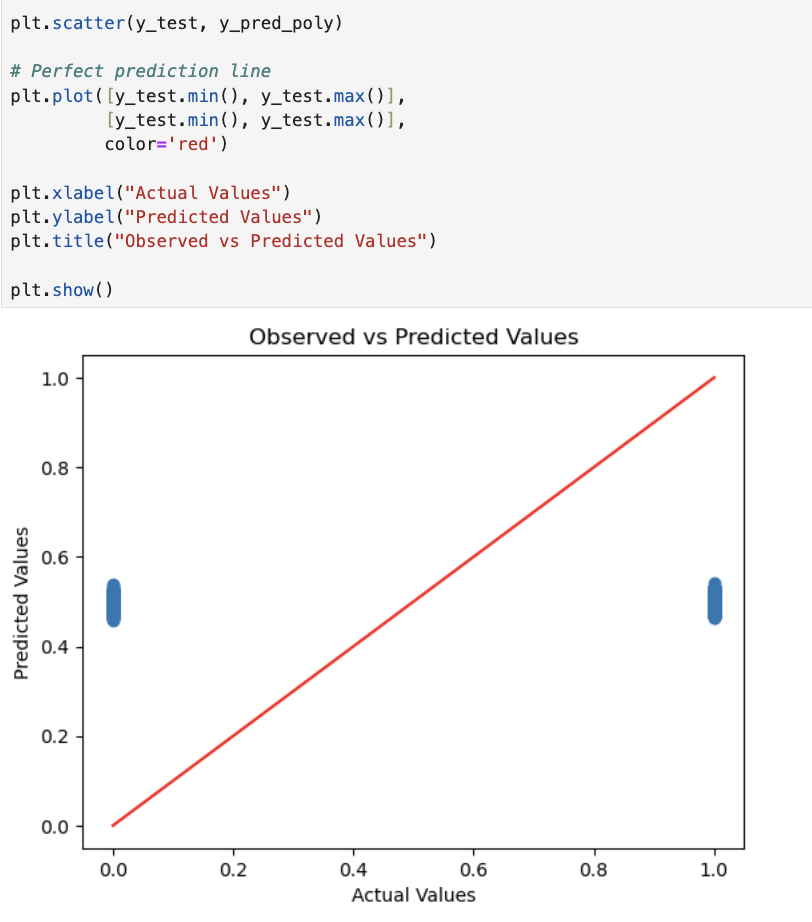 plt.scatter(y_test, y_pred_poly)
# Perfect prediction line
plt.plot([y_test.min(), y_test.max()],
         [y_test.min(), y_test.max()],
         color='red')
plt.xlabel("Actual Values")
plt.ylabel("Predicted Values")
plt.title("Observed vs Predicted Values")
plt.show()
Observed vs Predicted Values
Predicted Values
1.0
0.8
0.6
0.4
0.2
0.0
0.0 0.2 0.4 0.6 0.8 1.0
Actual Values